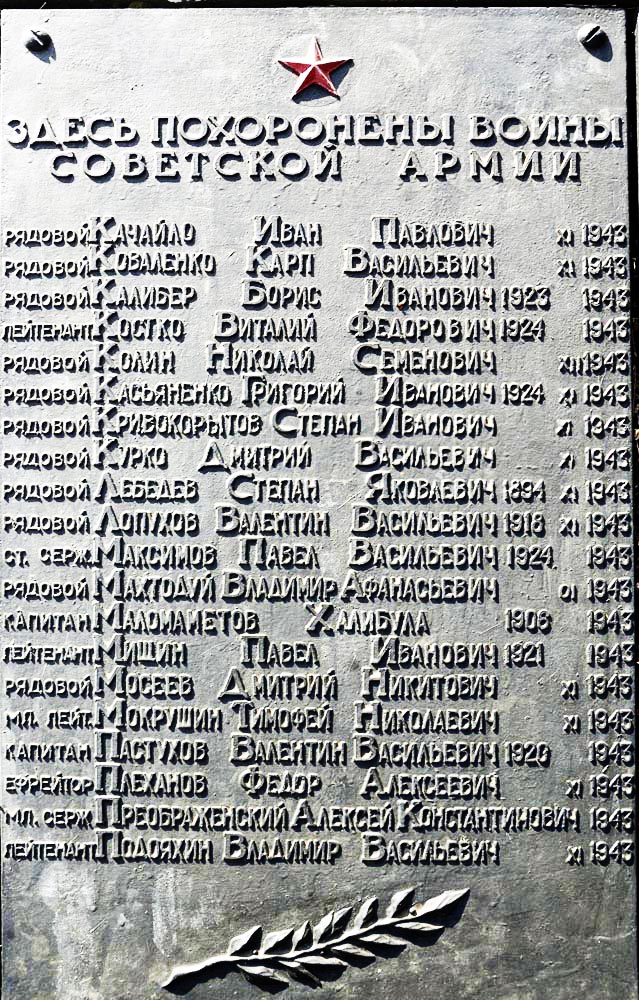 ЗДЕСЬ ПОХОРОНЕНЫ ВОИНЫ
СОВЕТСКОЙ АРМИИ
РЯДОВОЙ КАЧАЙЛО ИВАН ПАВЛОВИЧ XI 1943
РЯДОВОЙ КОВАЛЕНКО КАРП ВАСИЛЬЕВИЧ XI 1943
РЯДОВОЙ КАЛИБЕР БОРИС ИВАНОВИЧ 1923 1943
ЛЕЙТЕНАНТ КОСТКО ВИТАЛИЙ ФЕДОРОВИЧ 1924 1943
РЯДОВОЙ КОЛИН НИКОЛАЙ СЕМЕНОВИЧ XII 1943
РЯДОВОЙ КАСЬЯНЕНКО ГРИГОРИЙ ИВАНОВИЧ 1924 XI 1943
РЯДОВОЙ КРИВОКОРЫТОВ СТЕПАН ИВАНОВИЧ XI 1943
РЯДОВОЙ КУРКО ДМИТРИЙ ВАСИЛЬЕВИЧ XI 1943
РЯДОВОЙ ЛЕБЕДЕВ СТЕПАН ЯКОВЛЕВИЧ 1894 XI 1943
РЯДОВОЙ ЛОПУХОВ ВАЛЕНТИН ВАСИЛЬЕВИЧ 1918 XI 1943
СТ. СЕРЖ. МАКСИМОВ ПАВЕЛ ВАСИЛЬЕВИЧ 1924 1943
РЯДОВОЙ МАХТОДУЙ ВЛАДИМИР АФАНАСЬЕВИЧ 01 1943
КАПИТАН МАЛОМАМЕТОВ ХАЛИБУЛА 1906 1943
ЛЕЙТЕНАНТ МИШИН ПАВЕЛ ИВАНОВИЧ 1921 1943
РЯДОВОЙ МОСЕЕВ ДМИТРИЙ НИКИТОВИЧ XI 1943
МЛ. ЛЕЙТ. МОКРУШИН ТИМОФЕЙ НИКОЛАЕВИЧ XI 1943
КАПИТАН ПАСТУХОВ ВАЛЕНТИН ВАСИЛЬЕВИЧ 1920 1943
ЕФРЕЙТОР ПЛЕХАНОВ ФЕДОР АЛЕКСЕЕВИЧ XI 1943
МЛ. СЕРЖ ПРЕОБРАЖЕНСКИЙ АЛЕКСЕЙ КОНСТАНТИНОВИЧ 1943
ЛЕЙТЕНАНТ ПОДОЯХИН ВЛАДИМИР ВАСИЛЬЕВИЧ XI 1943